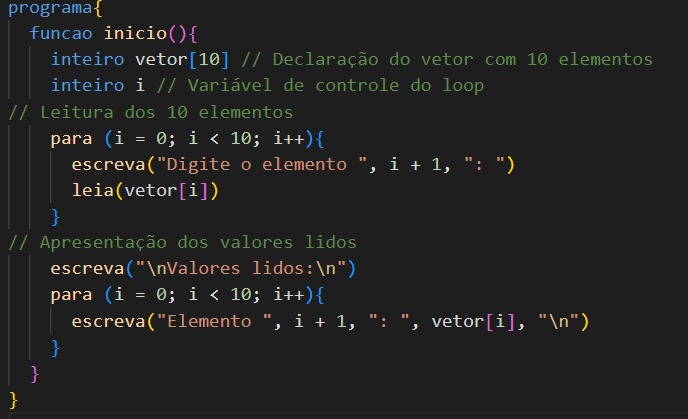 programa{
funcao inicio(){
inteiro vetor[10] // Declaração do vetor com 10 elementos
inteiro i // Variável de controle do loop
// Leitura dos 10 elementos
para (i = 0; i < 10; i++){
escreva("Digite o elemento ", i + 1, ": ")
leia(vetor[i])
}
// Apresentação dos valores lidos
escreva("\nValores lidos:\n")
para (i = 0; i < 10; i++){
escreva("Elemento ", i + 1, ": ", vetor[i], "\n")
}
}
}